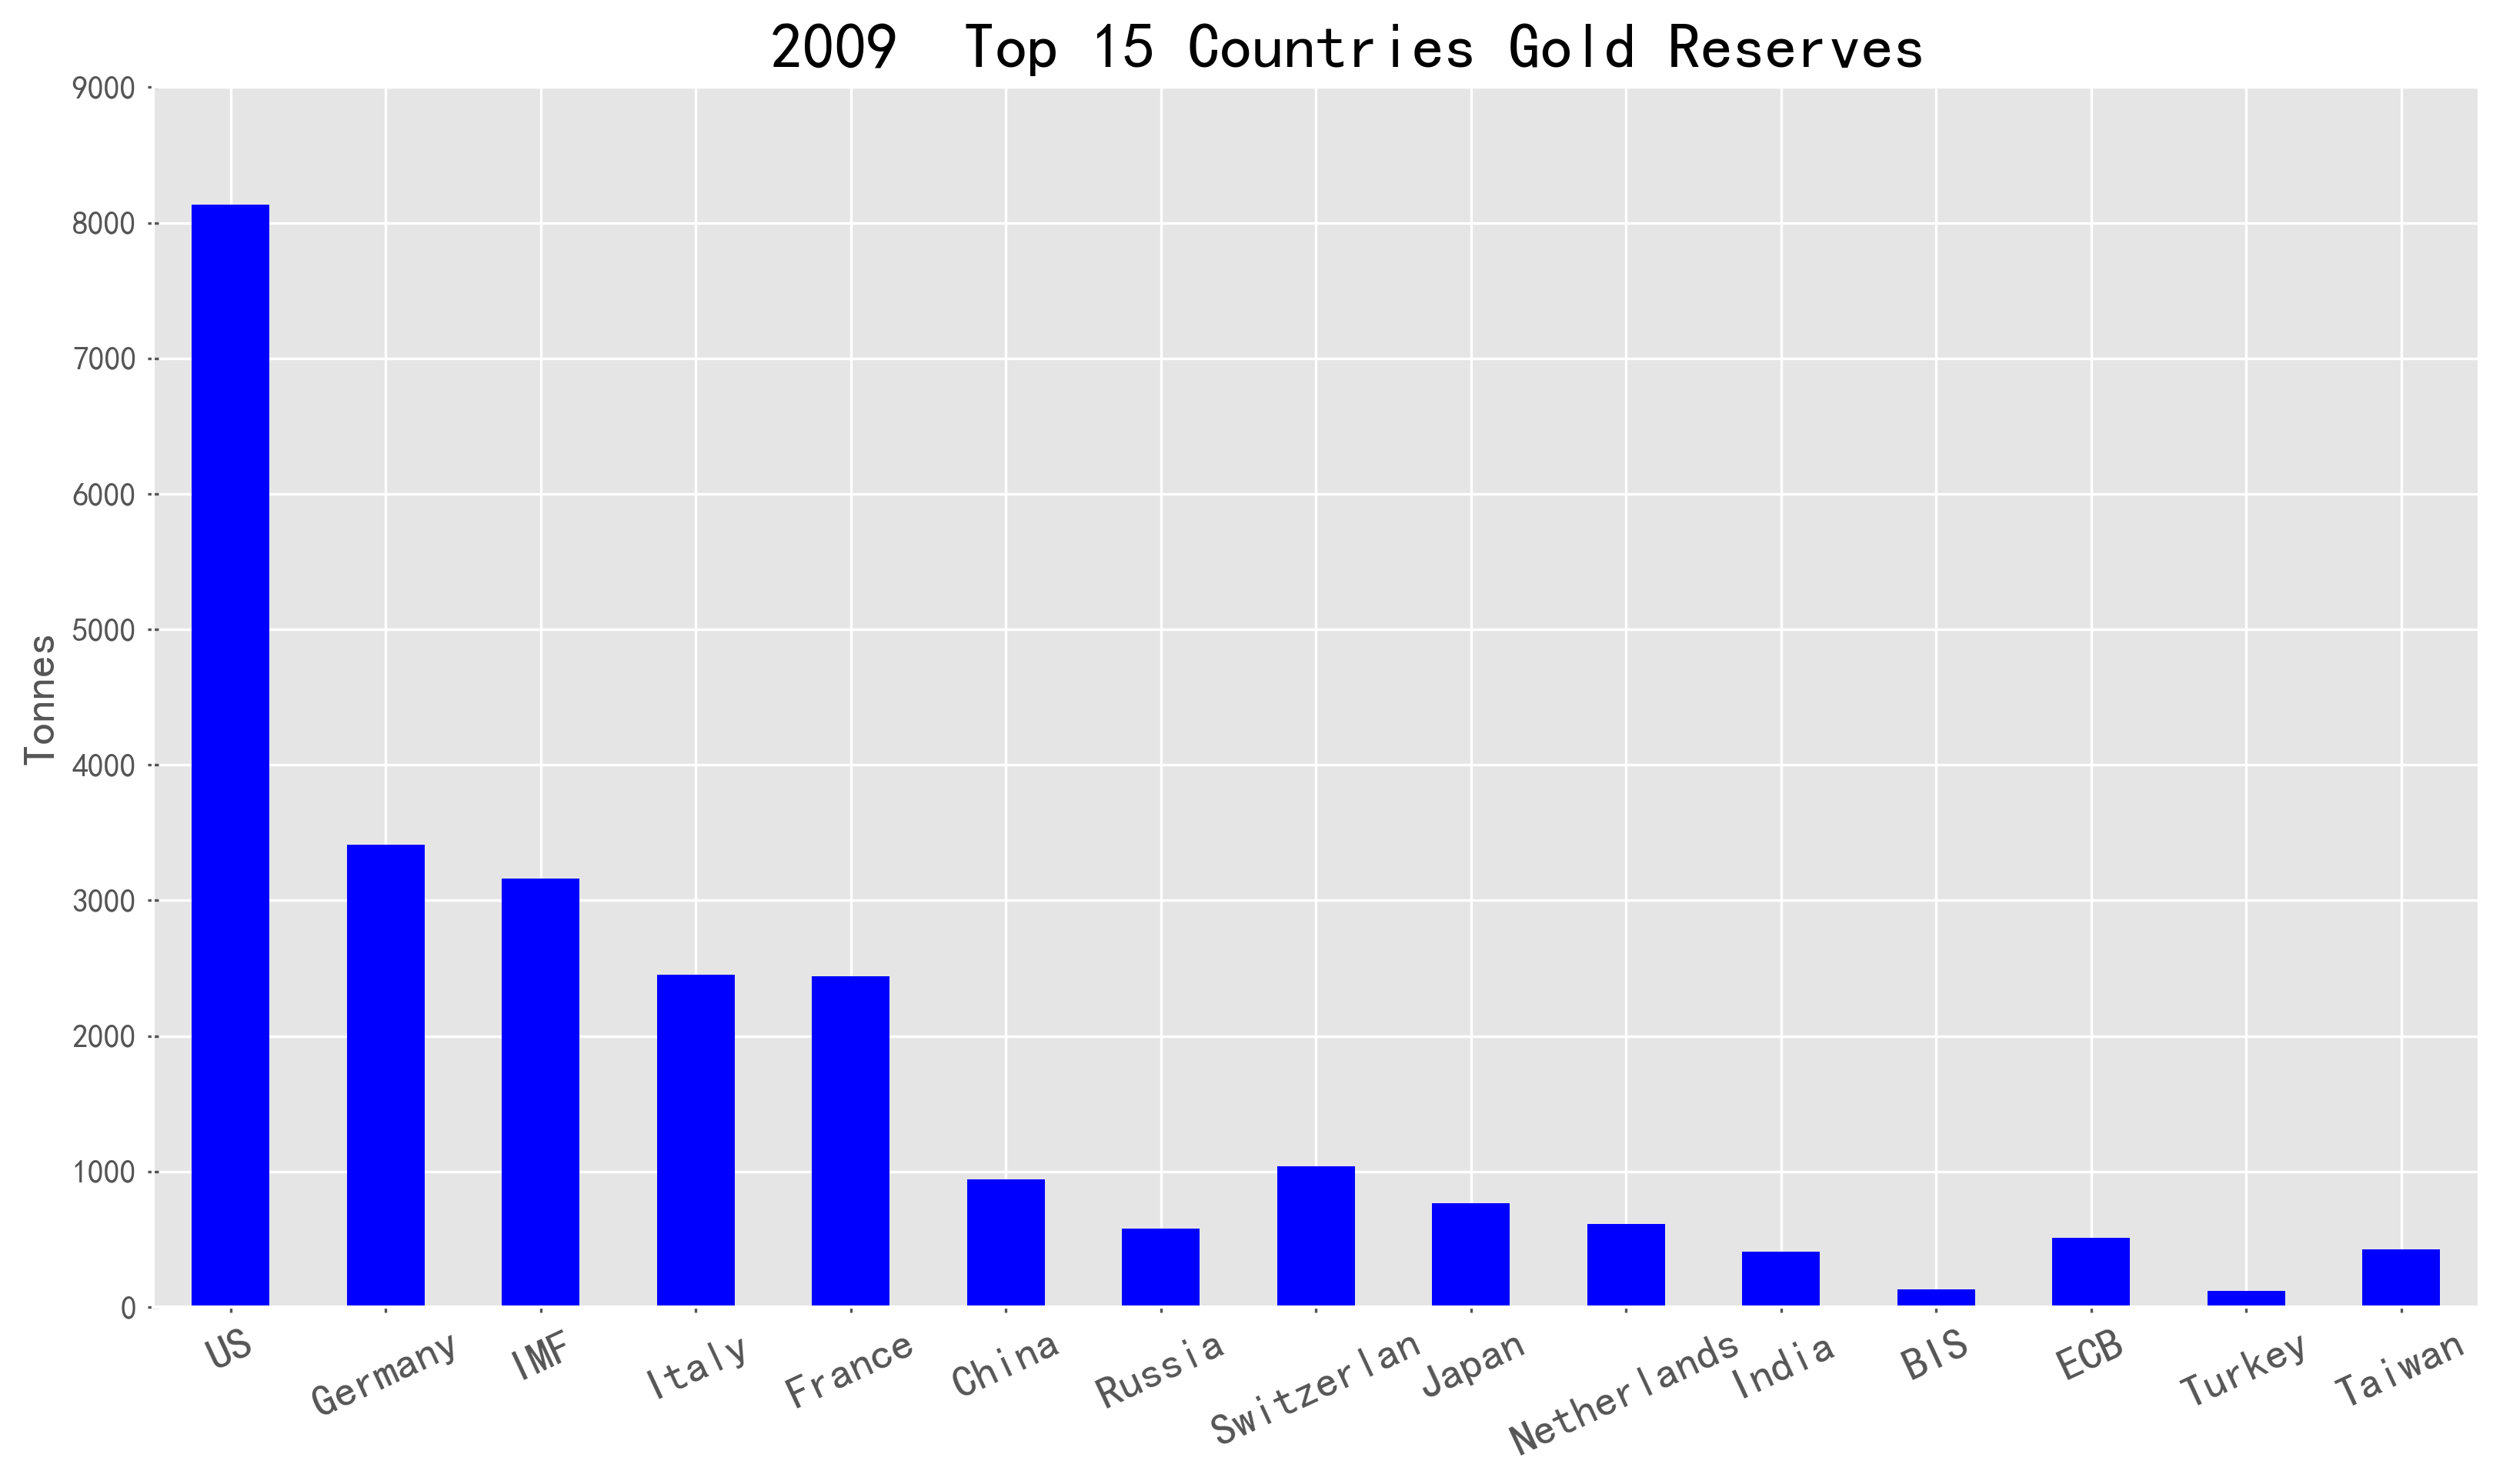 2009  Top 15 Countries Gold Reserves
9000
8000
7000
6000
5000
4000
3000
2000
1000
0
Tonnes
US
Germany
IMF
Italy
France
China
Russia
Switzerlan
Japan
Netherlands
India
BIS
ECB
Turkey
Taiwan